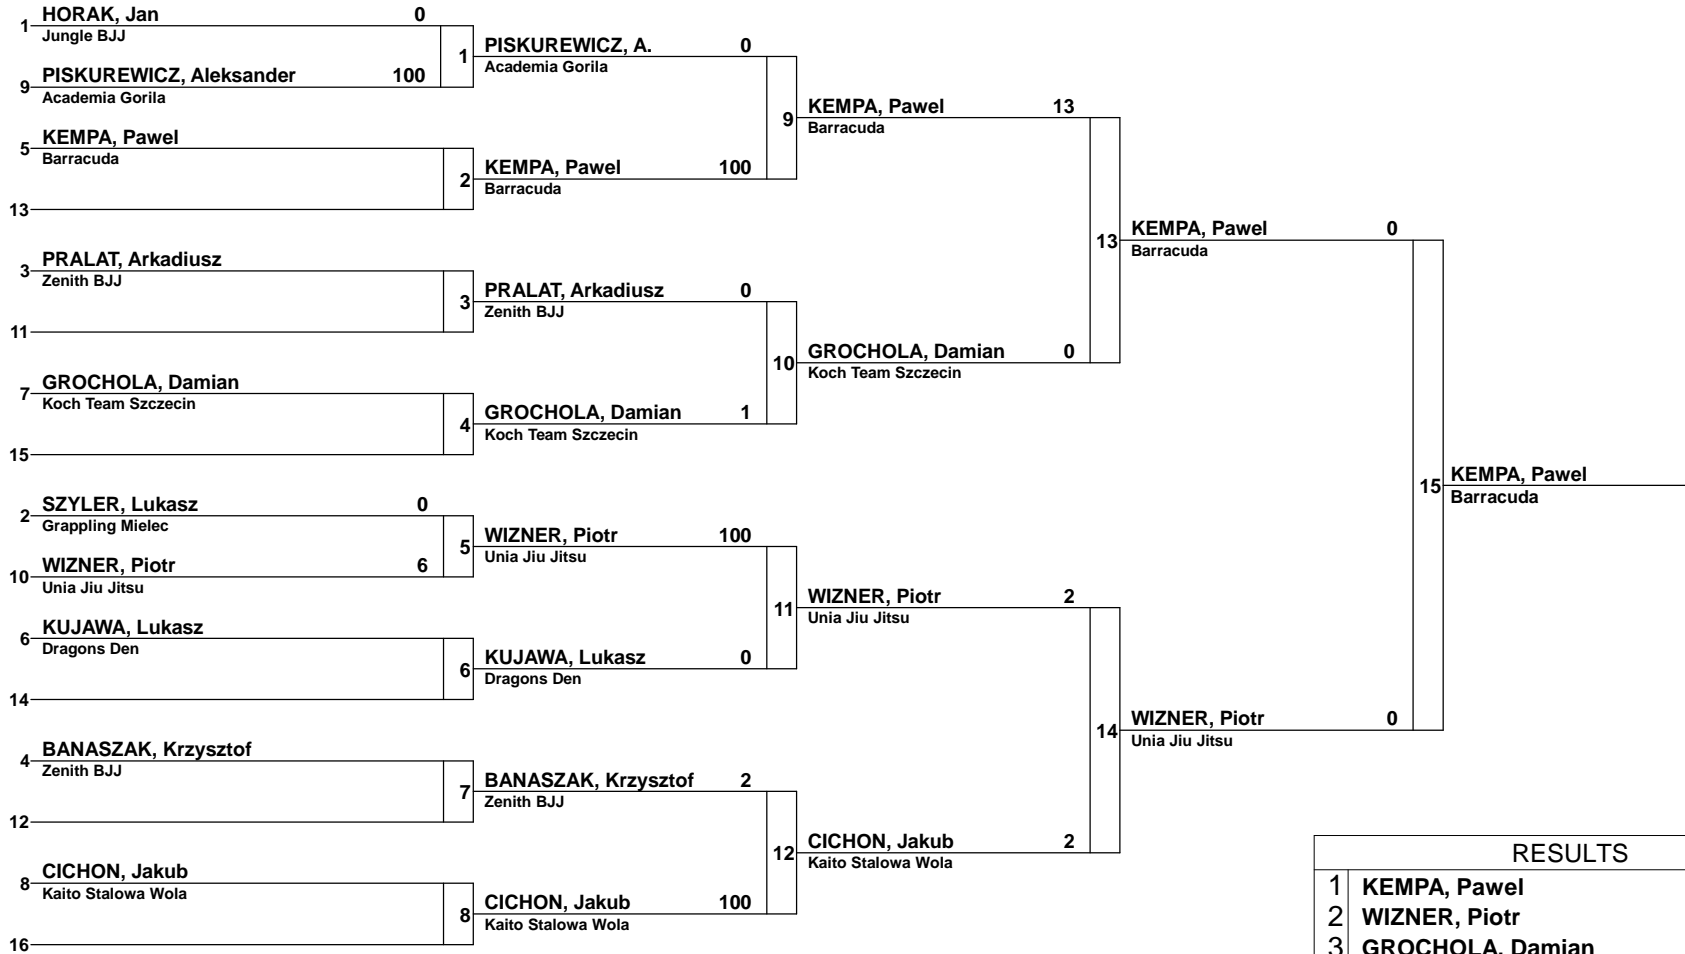 HORAK, Jan 0
1
Jungle BJJ
PISKUREWICZ, Aleksander 100
9
Academia Gorila
1
KEMPA, Pawel
5
Barracuda
13
2
PRALAT, Arkadiusz
3
Zenith BJJ
11
3
GROCHOLA, Damian
7
Koch Team Szczecin
15
4
SZYLER, Lukasz 0
2
Grappling Mielec
WIZNER, Piotr 6
10
Unia Jiu Jitsu
5
KUJAWA, Lukasz
6
Dragons Den
14
6
BANASZAK, Krzysztof
4
Zenith BJJ
12
7
CICHON, Jakub
8
Kaito Stalowa Wola
16
8
PISKUREWICZ, A. 0
Academia Gorila
KEMPA, Pawel 100
Barracuda
9
PRALAT, Arkadiusz 0
Zenith BJJ
GROCHOLA, Damian 1
Koch Team Szczecin
10
WIZNER, Piotr 100
Unia Jiu Jitsu
KUJAWA, Lukasz 0
Dragons Den
11
BANASZAK, Krzysztof 2
Zenith BJJ
CICHON, Jakub 100
Kaito Stalowa Wola
12
KEMPA, Pawel 13
Barracuda
GROCHOLA, Damian 0
Koch Team Szczecin
13
WIZNER, Piotr 2
Unia Jiu Jitsu
CICHON, Jakub 2
Kaito Stalowa Wola
14
KEMPA, Pawel 0
Barracuda
WIZNER, Piotr 0
Unia Jiu Jitsu
15
KEMPA, Pawel
Barracuda
RESULTS
1 KEMPA, Pawel
2 WIZNER, Piotr
3 GROCHOLA, Damian